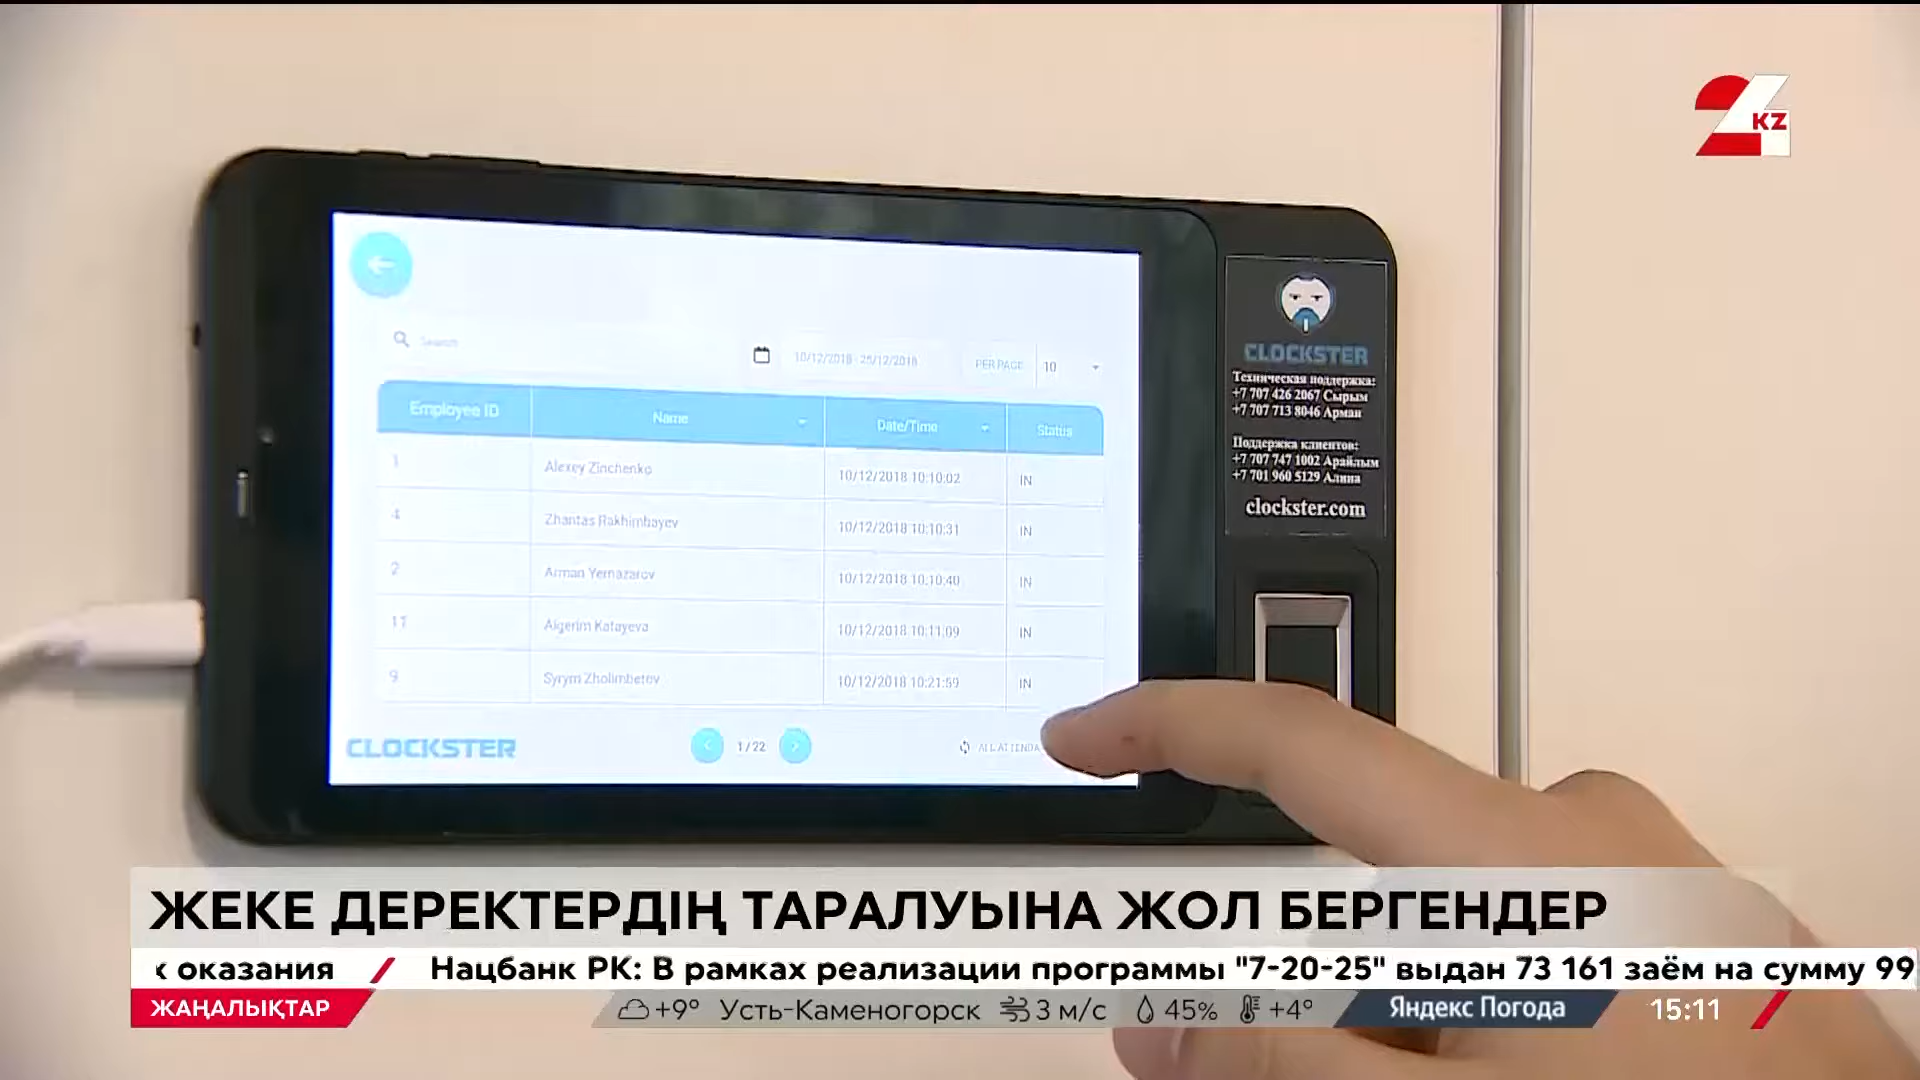 24 KZ
Search
10/12/2018 - 25/12/2018
PER PAGE 10
Employee ID Name Date/Time Status
1 Alexey Zinchenko 10/12/2018 10:10:02 IN
4 Zhantas Rakhimbayev 10/12/2018 10:10:31 IN
2 Arman Yernazarov 10/12/2018 10:10:40 IN
11 Aigerim Katayeva 10/12/2018 10:11:09 IN
9 Syrym Zholimbetov 10/12/2018 10:21:59 IN
CLOCKSTER
1 / 22
ALL ATTENDA
CLOCKSTER
Техническая поддержка:
+7 707 426 2067 Сырым
+7 707 713 8046 Арман
Поддержка клиентов:
+7 707 747 1002 Арайлым
+7 701 960 5129 Алина
clockster.com
ЖЕКЕ ДЕРЕКТЕРДІҢ ТАРАЛУЫНА ЖОЛ БЕРГЕНДЕР
к оказания / Нацбанк РК: В рамках реализации программы "7-20-25" выдан 73 161 заём на сумму 99
ЖАҢАЛЫҚТАР
+9° Усть-Каменогорск 3 м/с 45% +4° Яндекс Погода 15:11